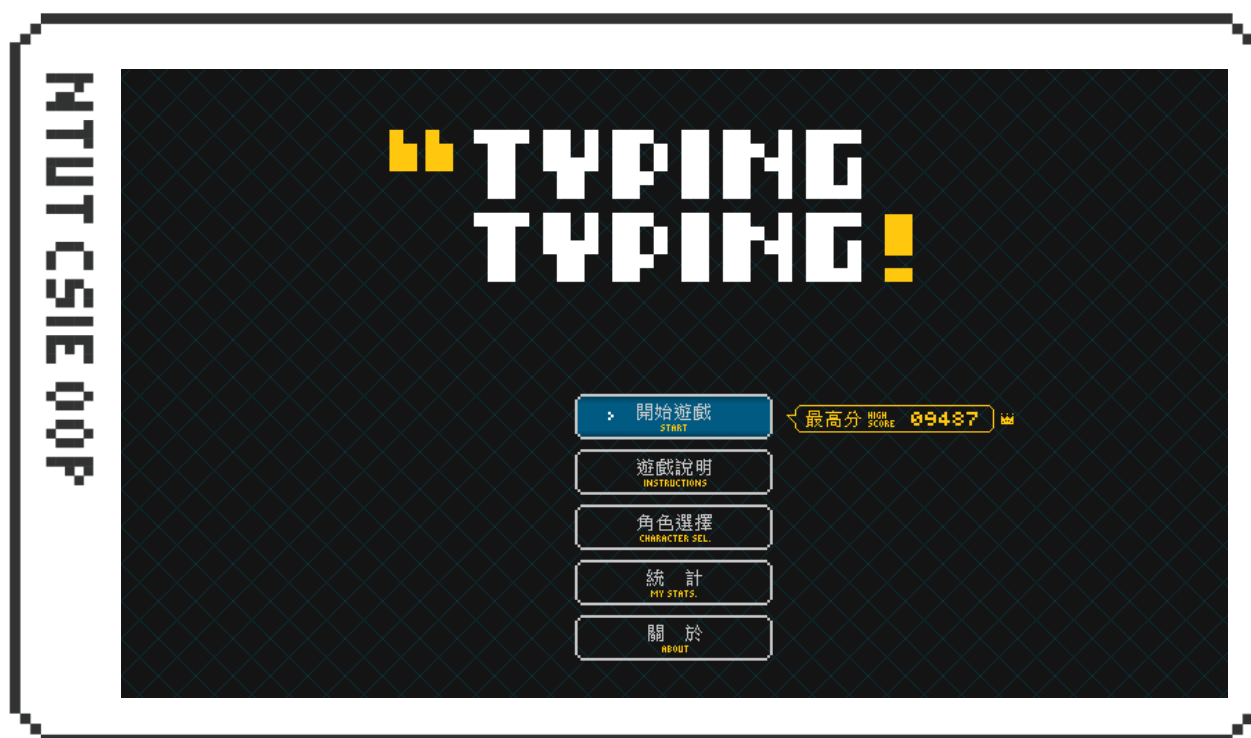 NTUT CSIE OOP
“TYPING
TYPING!
開始遊戲
START
最高分 HIGH SCORE 09487
遊戲說明
INSTRUCTIONS
角色選擇
CHARACTER SEL.
統 計
MY STATS.
關 於
ABOUT